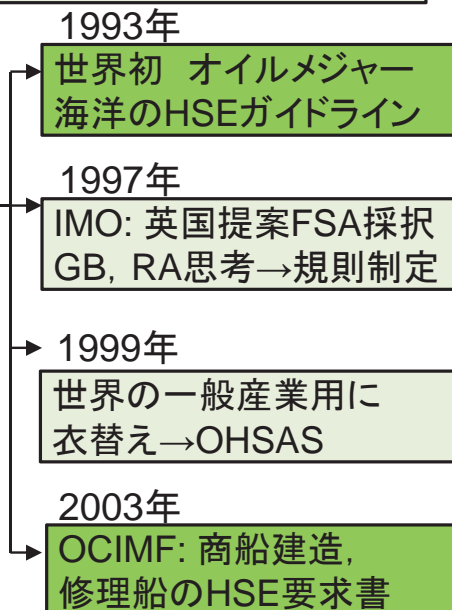 1993年
世界初　オイルメジャー
海洋のHSEガイドライン
1997年
IMO: 英国提案FSA採択
GB, RA思考→規則制定
1999年
世界の一般産業用に
衣替え→OHSAS
2003年
OCIMF: 商船建造,
修理船のHSE要求書